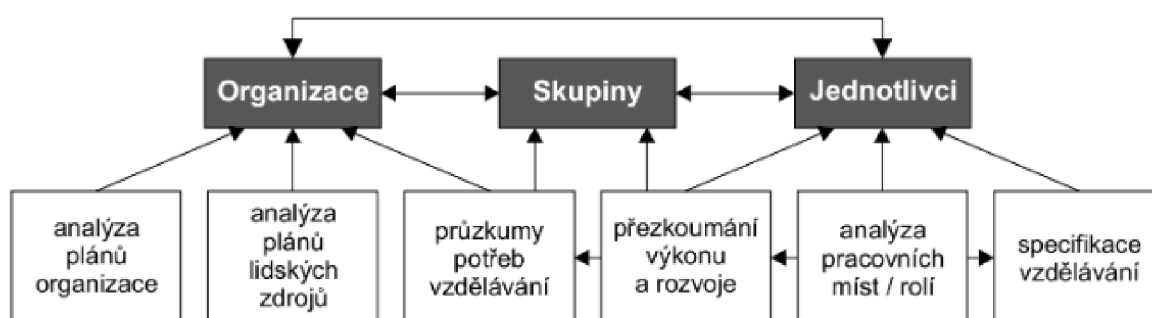 Organizace
Skupiny
Jednotlivci
analýza
plánů
organizace
analýza
plánů
lidských
zdrojů
průzkumy
potřeb
vzdělávání
přezkoumání
výkonu
a rozvoje
analýza
pracovních
míst / rolí
specifikace
vzdělávání